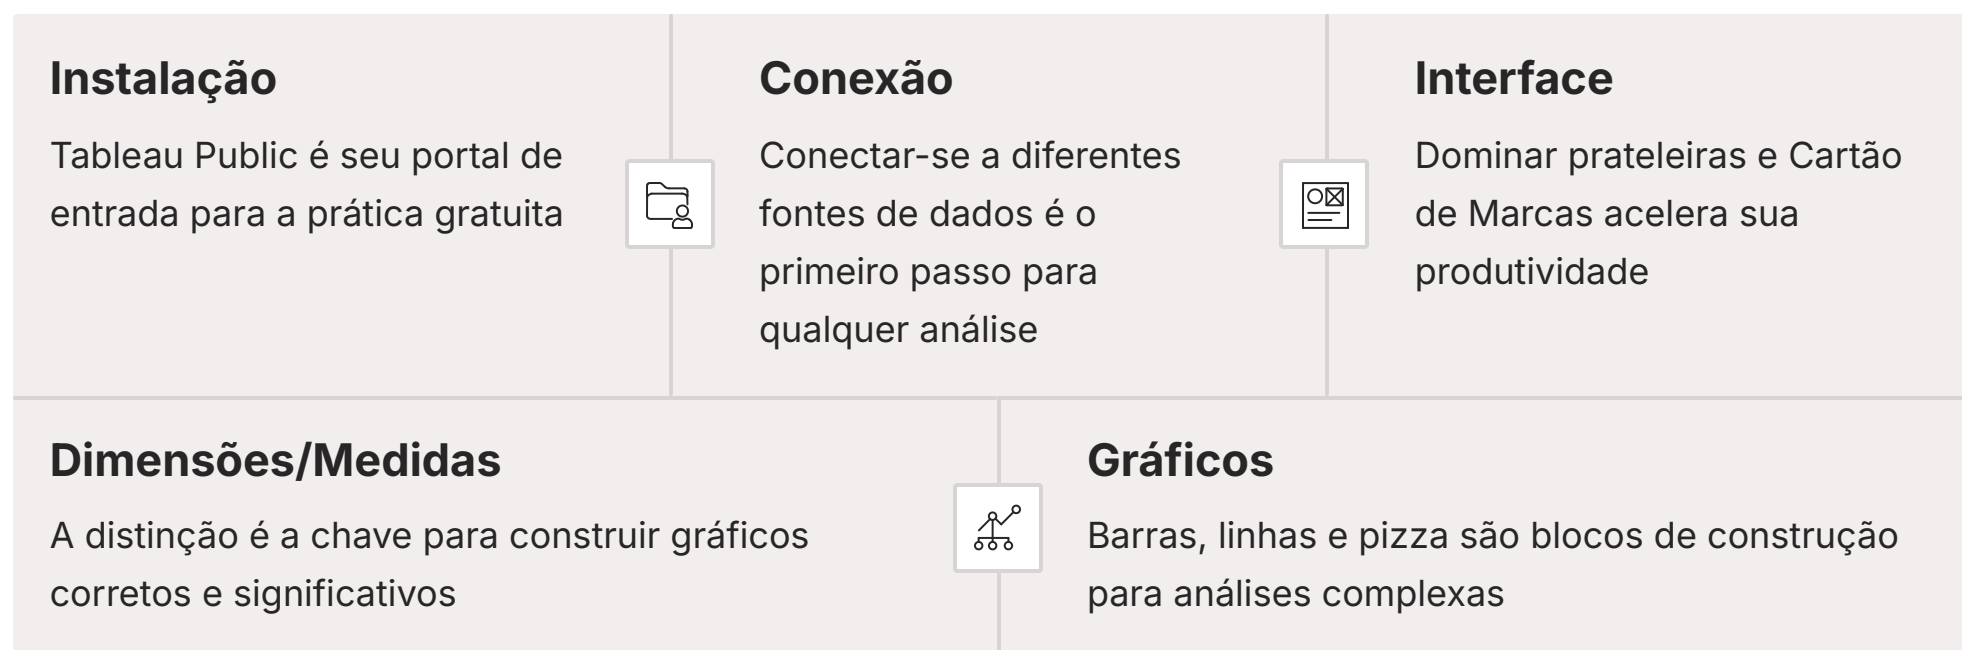 Instalação
Tableau Public é seu portal de
entrada para a prática gratuita
Conexão
Conectar-se a diferentes
fontes de dados é o
primeiro passo para
qualquer análise
Interface
Dominar prateleiras e Cartão
de Marcas acelera sua
produtividade
Dimensões/Medidas
A distinção é a chave para construir gráficos
corretos e significativos
Gráficos
Barras, linhas e pizza são blocos de construção
para análises complexas